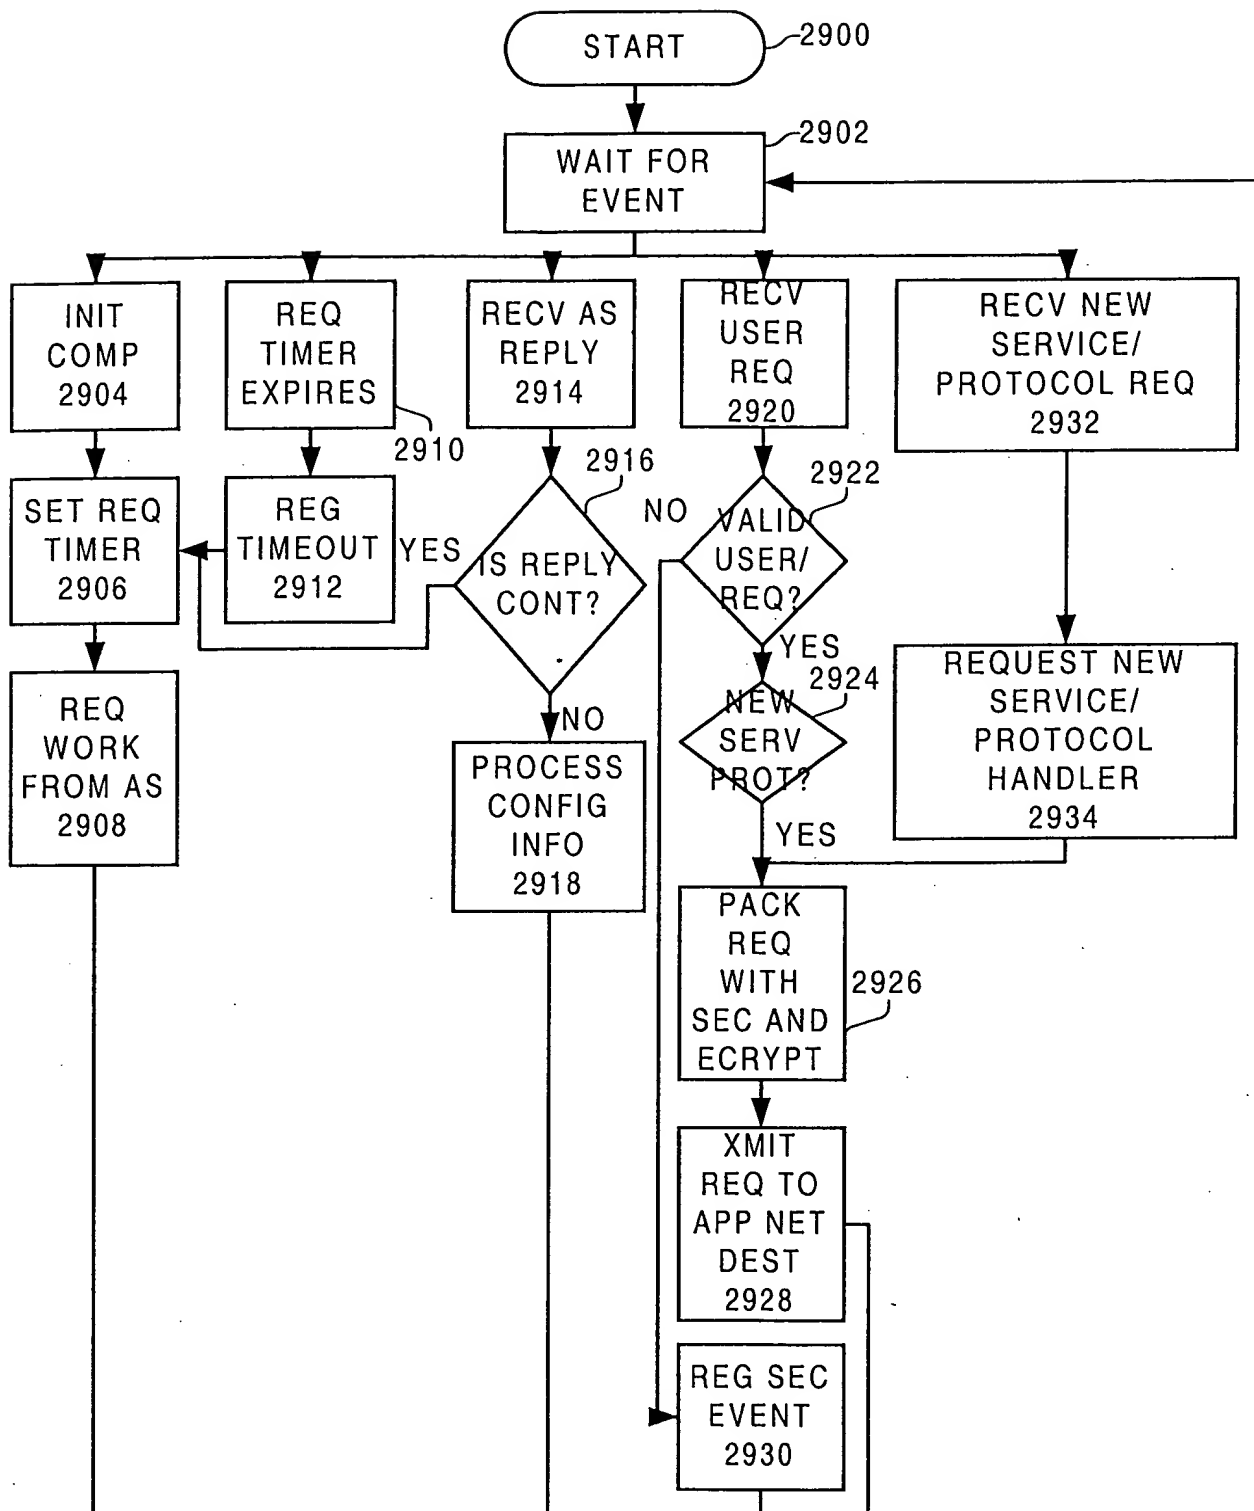 START
2900
WAIT FOR
EVENT
2902
INIT
COMP
2904
REQ
TIMER
EXPIRES
2910
RECV AS
REPLY
2914
RECV
USER
REQ
2920
RECV NEW
SERVICE/
PROTOCOL REQ
2932
SET REQ
TIMER
2906
REG
TIMEOUT
2912
YES
IS REPLY
CONT?
2916
NO
NO
VALID
USER/
REQ?
2922
YES
REQ
WORK
FROM AS
2908
PROCESS
CONFIG
INFO
2918
NEW
SERV
PROT?
2924
YES
REQUEST NEW
SERVICE/
PROTOCOL
HANDLER
2934
PACK
REQ
WITH
SEC AND
ECRYPT
2926
XMIT
REQ TO
APP NET
DEST
2928
REG SEC
EVENT
2930